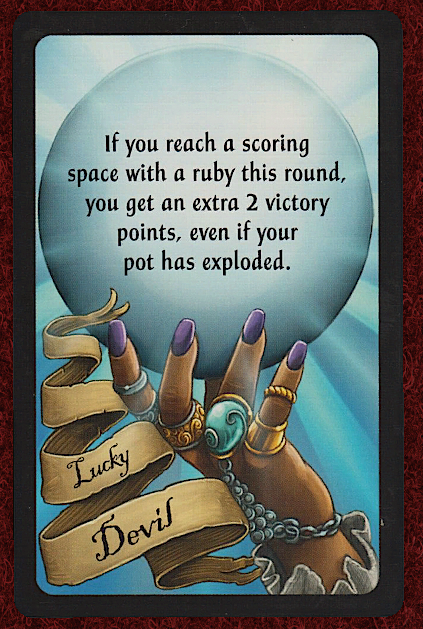 If you reach a scoring
space with a ruby this round,
you get an extra 2 victory
points, even if your
pot has exploded.
Lucky
Devil